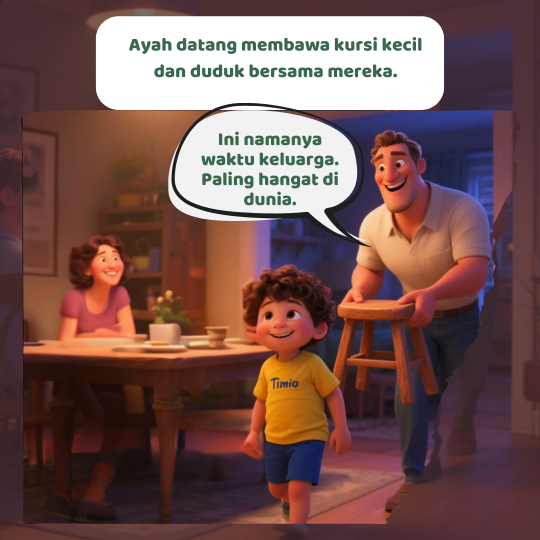 Ayah datang membawa kursi kecil
dan duduk bersama mereka.
Ini namanya
waktu keluarga.
Paling hangat di
dunia.
Timio